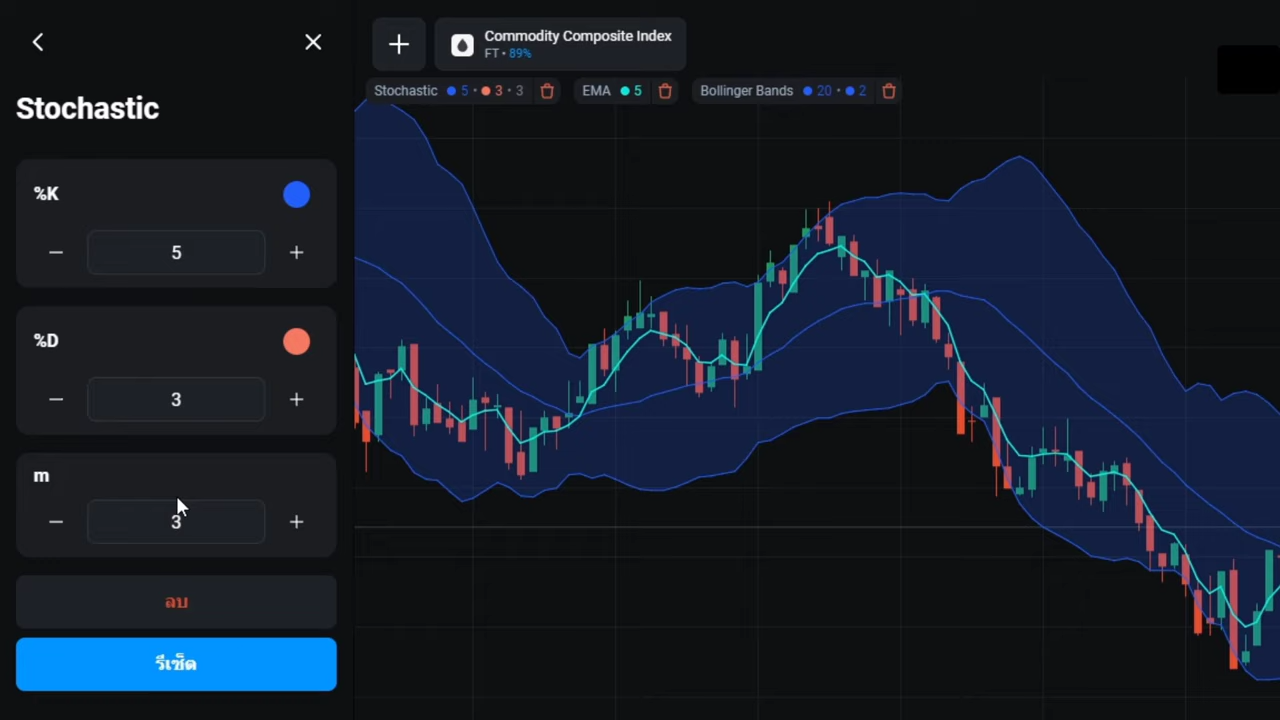 Stochastic
%K
− 5 +
%D
− 3 +
m
− 3 +
ลบ
รีเซ็ต
+ Commodity Composite Index
FT • 89%
Stochastic 5 • 3 • 3
EMA 5
Bollinger Bands 20 • 2